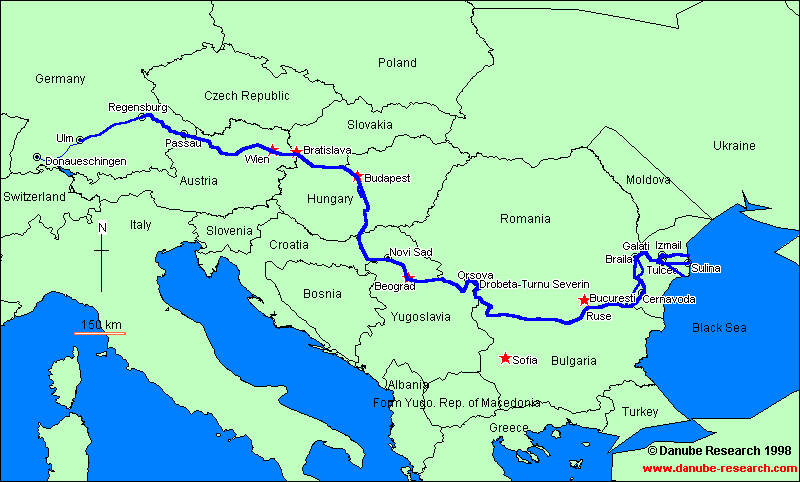 Poland
Germany
Czech Republic
Regensburg
Slovakia
Ulm
Passau
Wien
Bratislava
Ukraine
Donaueschingen
Budapest
Austria
Moldova
Switzerland
Hungary
Romania
Italy
N
Slovenia
Croatia
Novi Sad
Galati
Izmail
Braila
Tulcea
Sulina
Orsova
Beograd
Drobeta-Turnu Severin
Bosnia
Bucuresti
Cernavoda
Yugoslavia
Ruse
150 km
Black Sea
Sofia
Bulgaria
Albania
Form Yugo. Rep. of Macedonia
Turkey
Greece
© Danube Research 1998
www.danube-research.com